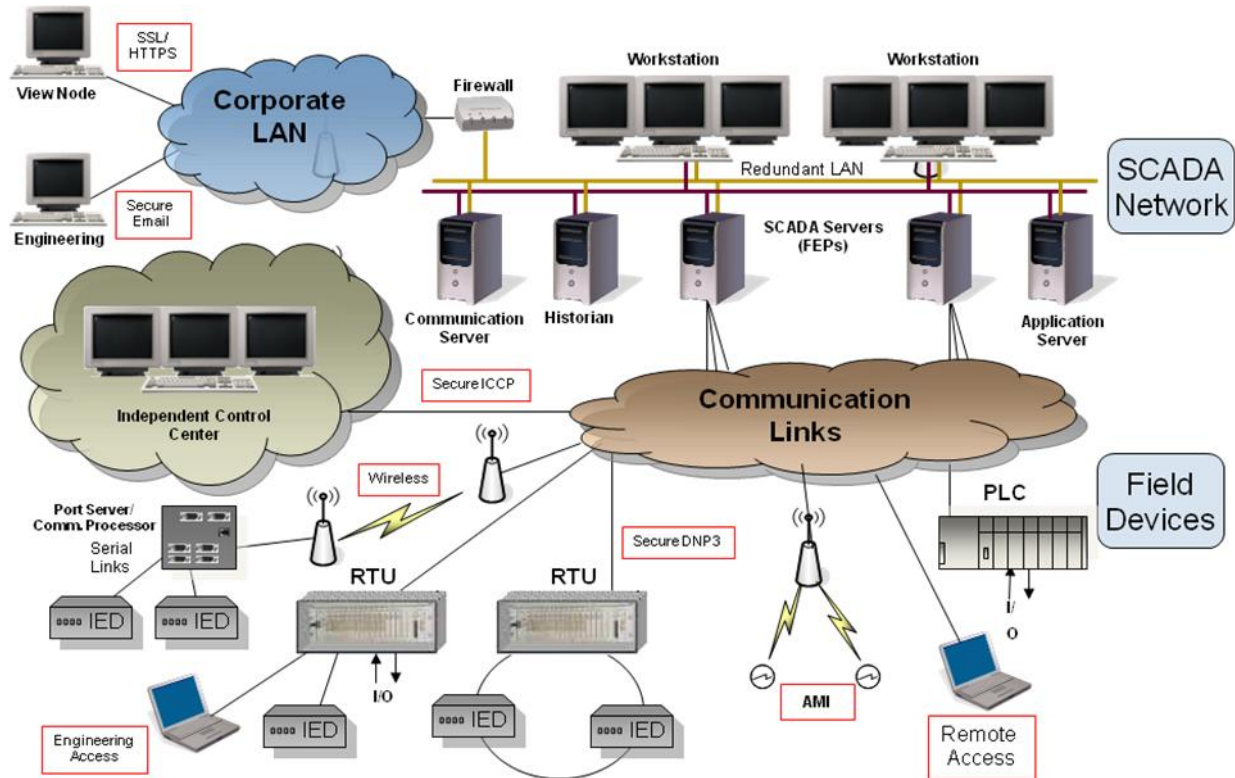 SSL/
HTTPS
View Node
Corporate
LAN
Firewall
Workstation
Workstation
Redundant LAN
SCADA
Network
Engineering
Secure
Email
SCADA Servers
(FEPs)
Communication
Server
Historian
Application
Server
Independent Control
Center
Secure ICCP
Communication
Links
Wireless
Port Server/
Comm. Processor
Serial
Links
Secure DNP3
PLC
Field
Devices
IED
IED
RTU
RTU
I/O
I/
O
IED
IED
IED
AMI
Engineering
Access
Remote
Access